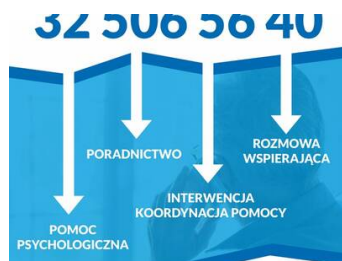 32 506 56 40
PORADNICTWO
ROZMOWA
WSPIERAJĄCA
INTERWENCJA
KOORDYNACJA POMOCY
POMOC
PSYCHOLOGICZNA